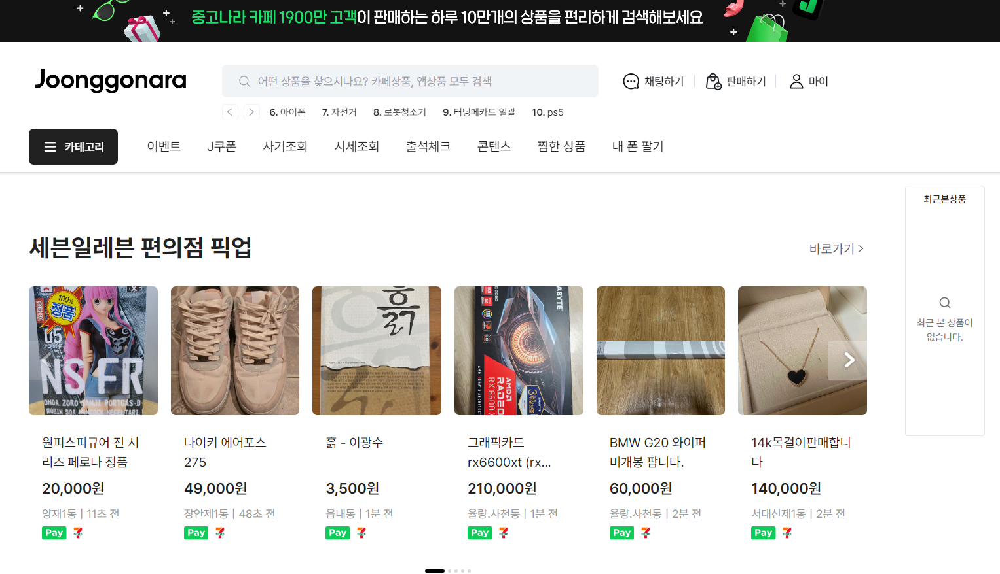 중고나라 카페 1900만 고객이 판매하는 하루 10만개의 상품을 편리하게 검색해보세요
Joonggonara
어떤 상품을 찾으시나요? 카페상품, 앱상품 모두 검색
채팅하기
판매하기
마이
6. 아이폰
7. 자전거
8. 로봇청소기
9. 터닝메카드 일괄
10. ps5
카테고리
이벤트
J쿠폰
사기조회
시세조회
출석체크
콘텐츠
찜한 상품
내 폰 팔기
최근본상품
최근 본 상품이
없습니다.
세븐일레븐 편의점 픽업
바로가기
100%
정품
05
NS FR
흙
GABYTE
AMD
RADEON
RX 6600 X
원피스피규어 진 시
리즈 페로나 정품
20,000원
양재1동 | 11초 전
Pay
나이키 에어포스
275
49,000원
장안제1동 | 48초 전
Pay
흙 - 이광수
3,500원
읍내동 | 1분 전
Pay
그래픽카드
rx6600xt (rx...
210,000원
율량.사천동 | 1분 전
Pay
BMW G20 와이퍼
미개봉 팝니다.
60,000원
율량.사천동 | 2분 전
Pay
14k목걸이판매합니
다
140,000원
서대신제1동 | 2분 전
Pay